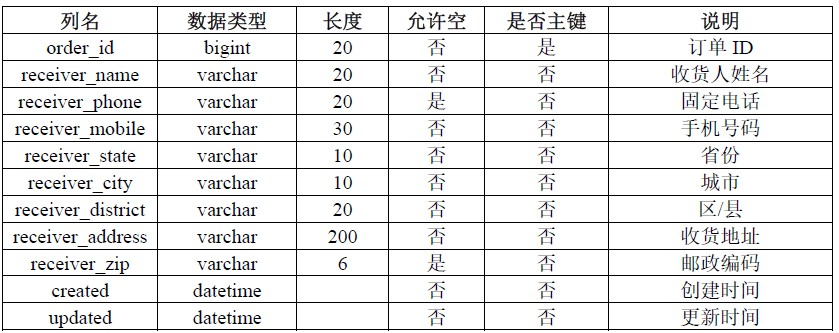 列名 数据类型 长度 允许空 是否主键 说明
order_id bigint 20 否 是 订单 ID
receiver_name varchar 20 否 否 收货人姓名
receiver_phone varchar 20 是 否 固定电话
receiver_mobile varchar 30 否 否 手机号码
receiver_state varchar 10 否 否 省份
receiver_city varchar 10 否 否 城市
receiver_district varchar 20 否 否 区/县
receiver_address varchar 200 否 否 收货地址
receiver_zip varchar 6 是 否 邮政编码
created datetime 否 否 创建时间
updated datetime 否 否 更新时间